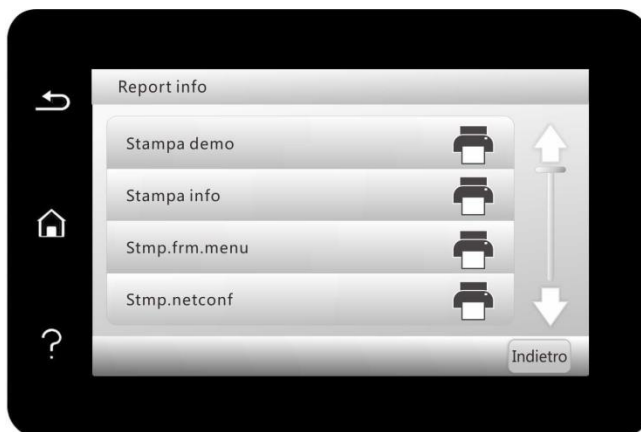 Report info
Stampa demo
Stampa info
Stmp.frm.menu
Stmp.netconf
?
Indietro